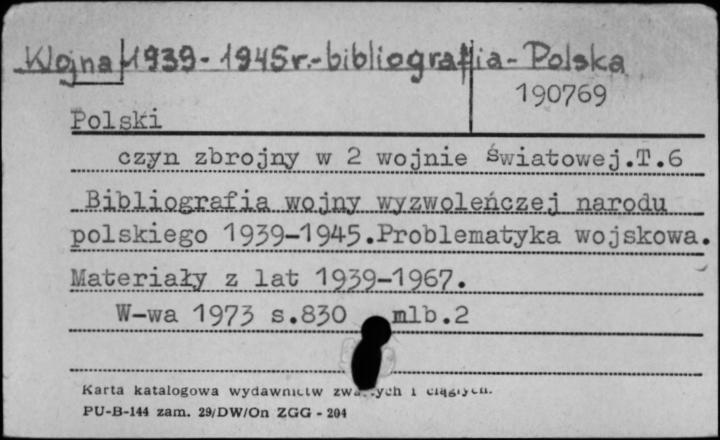 Wojna 1939-1945r.-bibliografia-Polska
190769
Polski
czyn zbrojny w 2 wojnie światowej.T.6
Bibliografia wojny wyzwoleńczej narodu
polskiego 1939-1945.Problematyka wojskowa.
Materiały z lat 1939-1967.
W-wa 1973 s.830 mlb.2
Karta katalogowa wydawnictw i ciągłych.
PU-B-144 zam. 29/DW/On ZGG - 204